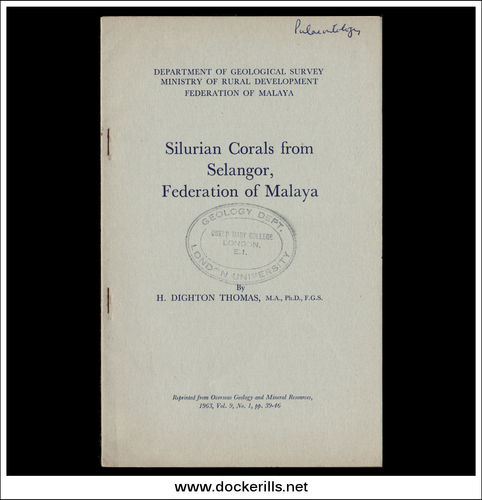 Palaeontology
DEPARTMENT OF GEOLOGICAL SURVEY
MINISTRY OF RURAL DEVELOPMENT
FEDERATION OF MALAYA
Silurian Corals from
Selangor,
Federation of Malaya
GEOLOGY DEPT.
QUEEN MARY COLLEGE
LONDON,
E.1.
LONDON UNIVERSITY
By
H. DIGHTON THOMAS, M.A., Ph.D., F.G.S.
Reprinted from Overseas Geology and Mineral Resources,
1963, Vol. 9, No. 1, pp. 39-46
www.dockerills.net